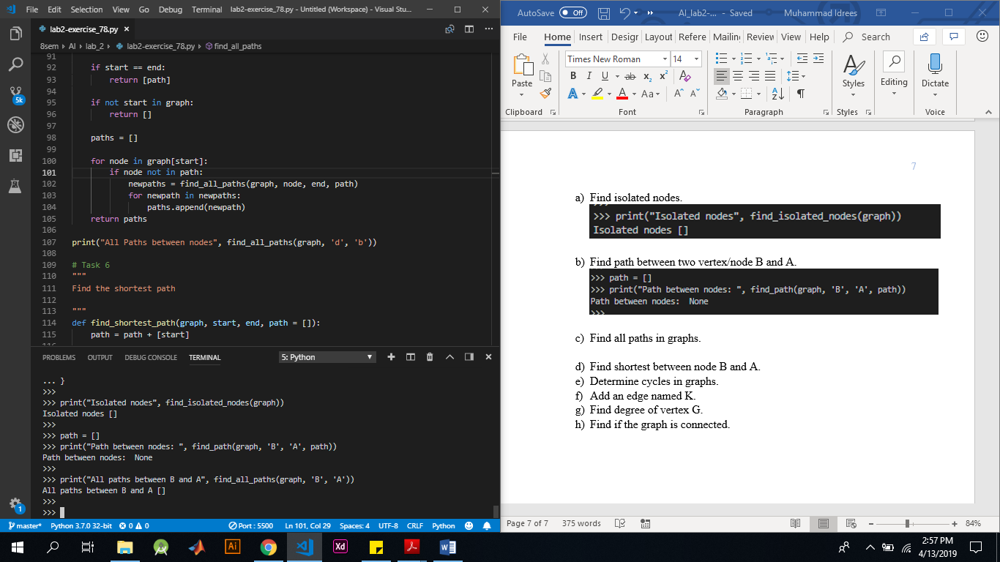 File Edit Selection View Go Debug Terminal lab2-exercise_78.py - Untitled (Workspace) - Visual Stu...
lab2-exercise_78.py ×
8sem AI lab_2 lab2-exercise_78.py find_all_paths
91
92 if start == end:
93 return [path]
94
95 if not start in graph:
96 return []
97
98 paths = []
99
100 for node in graph[start]:
101 if node not in path:
102 newpaths = find_all_paths(graph, node, end, path)
103 for newpath in newpaths:
104 paths.append(newpath)
105 return paths
106
107 print("All Paths between nodes", find_all_paths(graph, 'd', 'b'))
108
109 # Task 6
110 """
111 Find the shortest path
112
113 """
114 def find_shortest_path(graph, start, end, path = []):
115 path = path + [start]
116
5k
1
PROBLEMS OUTPUT DEBUG CONSOLE TERMINAL 5: Python
... }
>>>
>>> print("Isolated nodes", find_isolated_nodes(graph))
Isolated nodes []
>>>
>>> path = []
>>> print("Path between nodes: ", find_path(graph, 'B', 'A', path))
Path between nodes:  None
>>>
>>> print("All paths between B and A", find_all_paths(graph, 'B', 'A'))
All paths between B and A []
>>>
>>>
master* Python 3.7.0 32-bit 0 0 Port : 5500 Ln 101, Col 29 Spaces: 4 UTF-8 CRLF Python
AutoSave Off AI_lab2-... - Saved Muhammad Idrees
File Home Insert Design Layout Refere Mailin Review View Help Search
Times New Roman 14
Paste
B I U ab x₂ x² A
A A Aa A A
Styles Editing Dictate
Clipboard Font Paragraph Styles Voice
7
a) Find isolated nodes.
>>> print("Isolated nodes", find_isolated_nodes(graph))
Isolated nodes []
b) Find path between two vertex/node B and A.
>>> path = []
>>> print("Path between nodes: ", find_path(graph, 'B', 'A', path))
Path between nodes:  None
>>>
c) Find all paths in graphs.
d) Find shortest between node B and A.
e) Determine cycles in graphs.
f) Add an edge named K.
g) Find degree of vertex G.
h) Find if the graph is connected.
Page 7 of 7 375 words 84%
Ai Xd
2:57 PM
4/13/2019